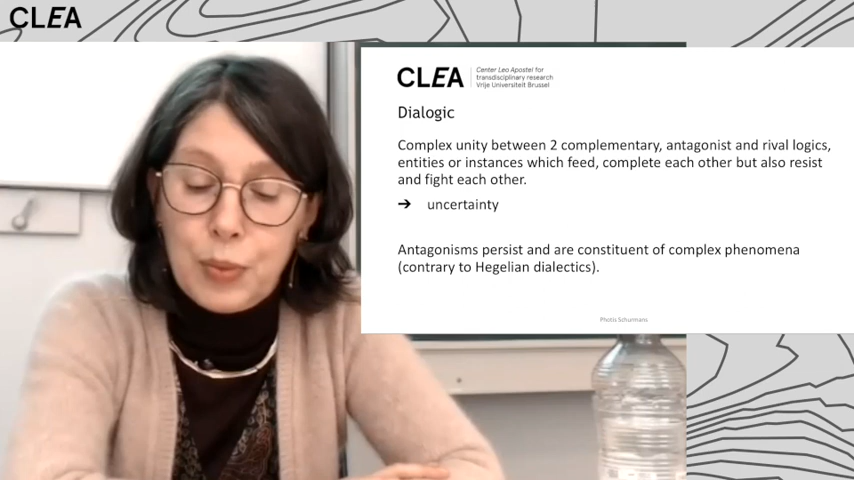 CLEA
CLEA
Center Leo Apostel for
transdisciplinary research
Vrije Universiteit Brussel
Dialogic
Complex unity between 2 complementary, antagonist and rival logics,
entities or instances which feed, complete each other but also resist
and fight each other.
➔ uncertainty
Antagonisms persist and are constituent of complex phenomena
(contrary to Hegelian dialectics).
Photis Schurmans